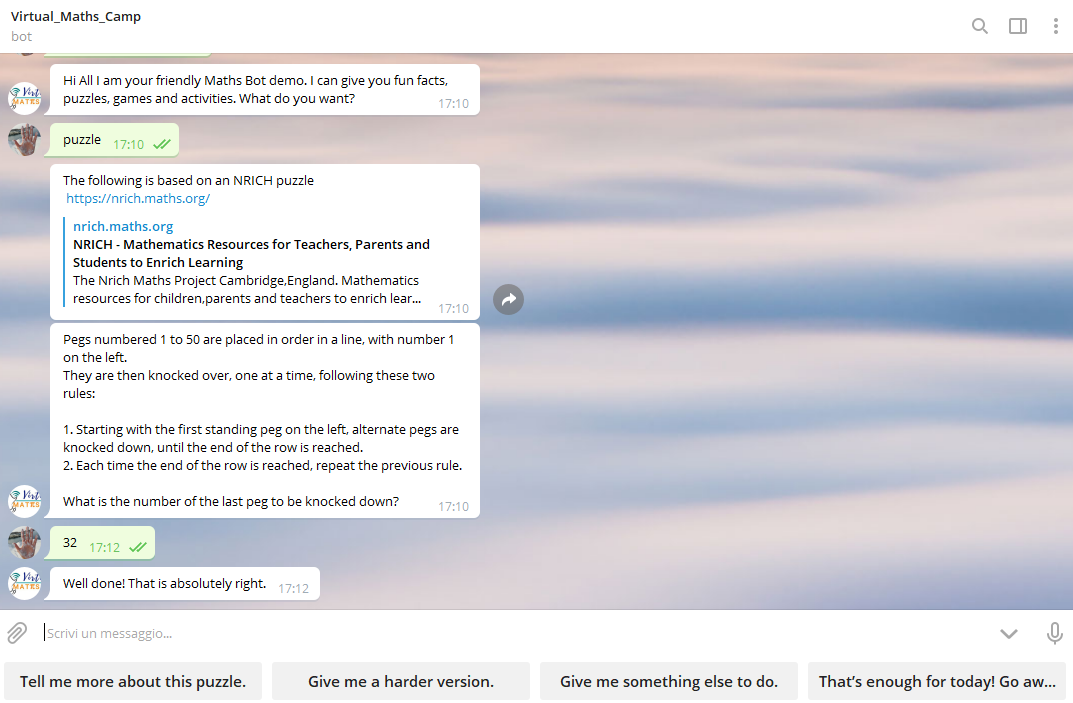 Virtual_Maths_Camp
bot
Hi All I am your friendly Maths Bot demo. I can give you fun facts,
puzzles, games and activities. What do you want?
17:10
puzzle
17:10
The following is based on an NRICH puzzle
https://nrich.maths.org/
nrich.maths.org
NRICH - Mathematics Resources for Teachers, Parents and
Students to Enrich Learning
The Nrich Maths Project Cambridge,England. Mathematics
resources for children,parents and teachers to enrich lear...
17:10
Pegs numbered 1 to 50 are placed in order in a line, with number 1
on the left.
They are then knocked over, one at a time, following these two
rules:
1. Starting with the first standing peg on the left, alternate pegs are
knocked down, until the end of the row is reached.
2. Each time the end of the row is reached, repeat the previous rule.
What is the number of the last peg to be knocked down?
17:10
32
17:12
Well done! That is absolutely right.
17:12
Scrivi un messaggio...
Tell me more about this puzzle.
Give me a harder version.
Give me something else to do.
That's enough for today! Go aw...